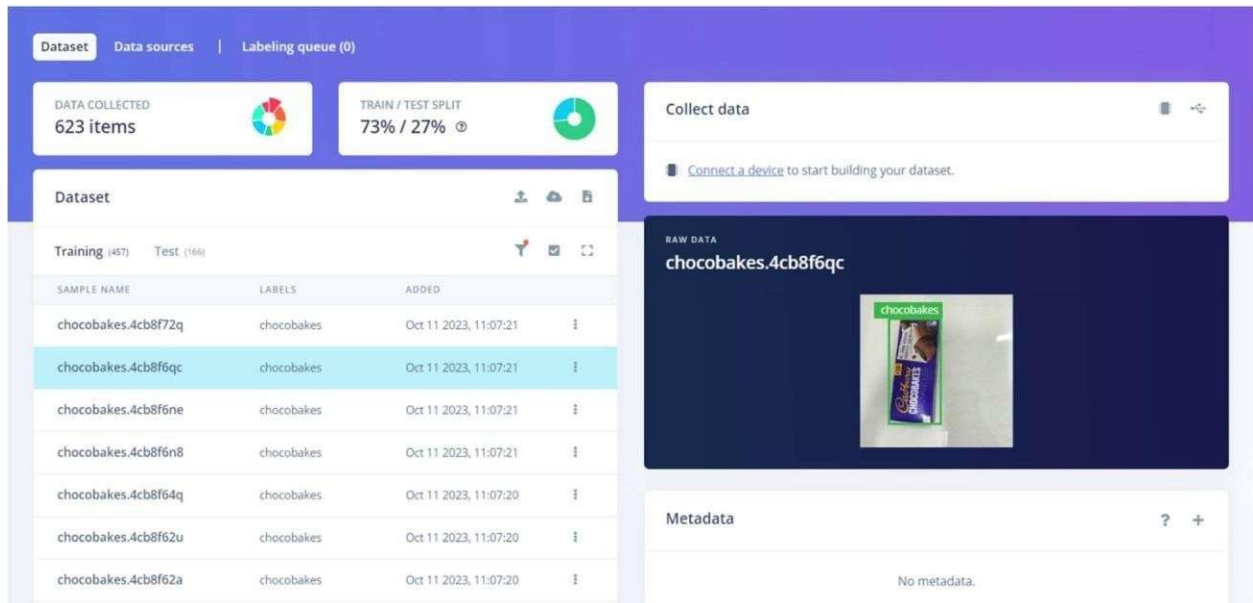 Dataset Data sources | Labeling queue (0)
DATA COLLECTED
623 items
TRAIN / TEST SPLIT
73% / 27%
Dataset
Training (457) Test (166)
SAMPLE NAME LABELS ADDED
chocobakes.4cb8f72q chocobakes Oct 11 2023, 11:07:21
chocobakes.4cb8f6qc chocobakes Oct 11 2023, 11:07:21
chocobakes.4cb8f6ne chocobakes Oct 11 2023, 11:07:21
chocobakes.4cb8f6n8 chocobakes Oct 11 2023, 11:07:21
chocobakes.4cb8f64q chocobakes Oct 11 2023, 11:07:20
chocobakes.4cb8f62u chocobakes Oct 11 2023, 11:07:20
chocobakes.4cb8f62a chocobakes Oct 11 2023, 11:07:20
Collect data
Connect a device to start building your dataset.
RAW DATA
chocobakes.4cb8f6qc
chocobakes
Cadbury
CHOCOBAKES
Metadata ? +
No metadata.